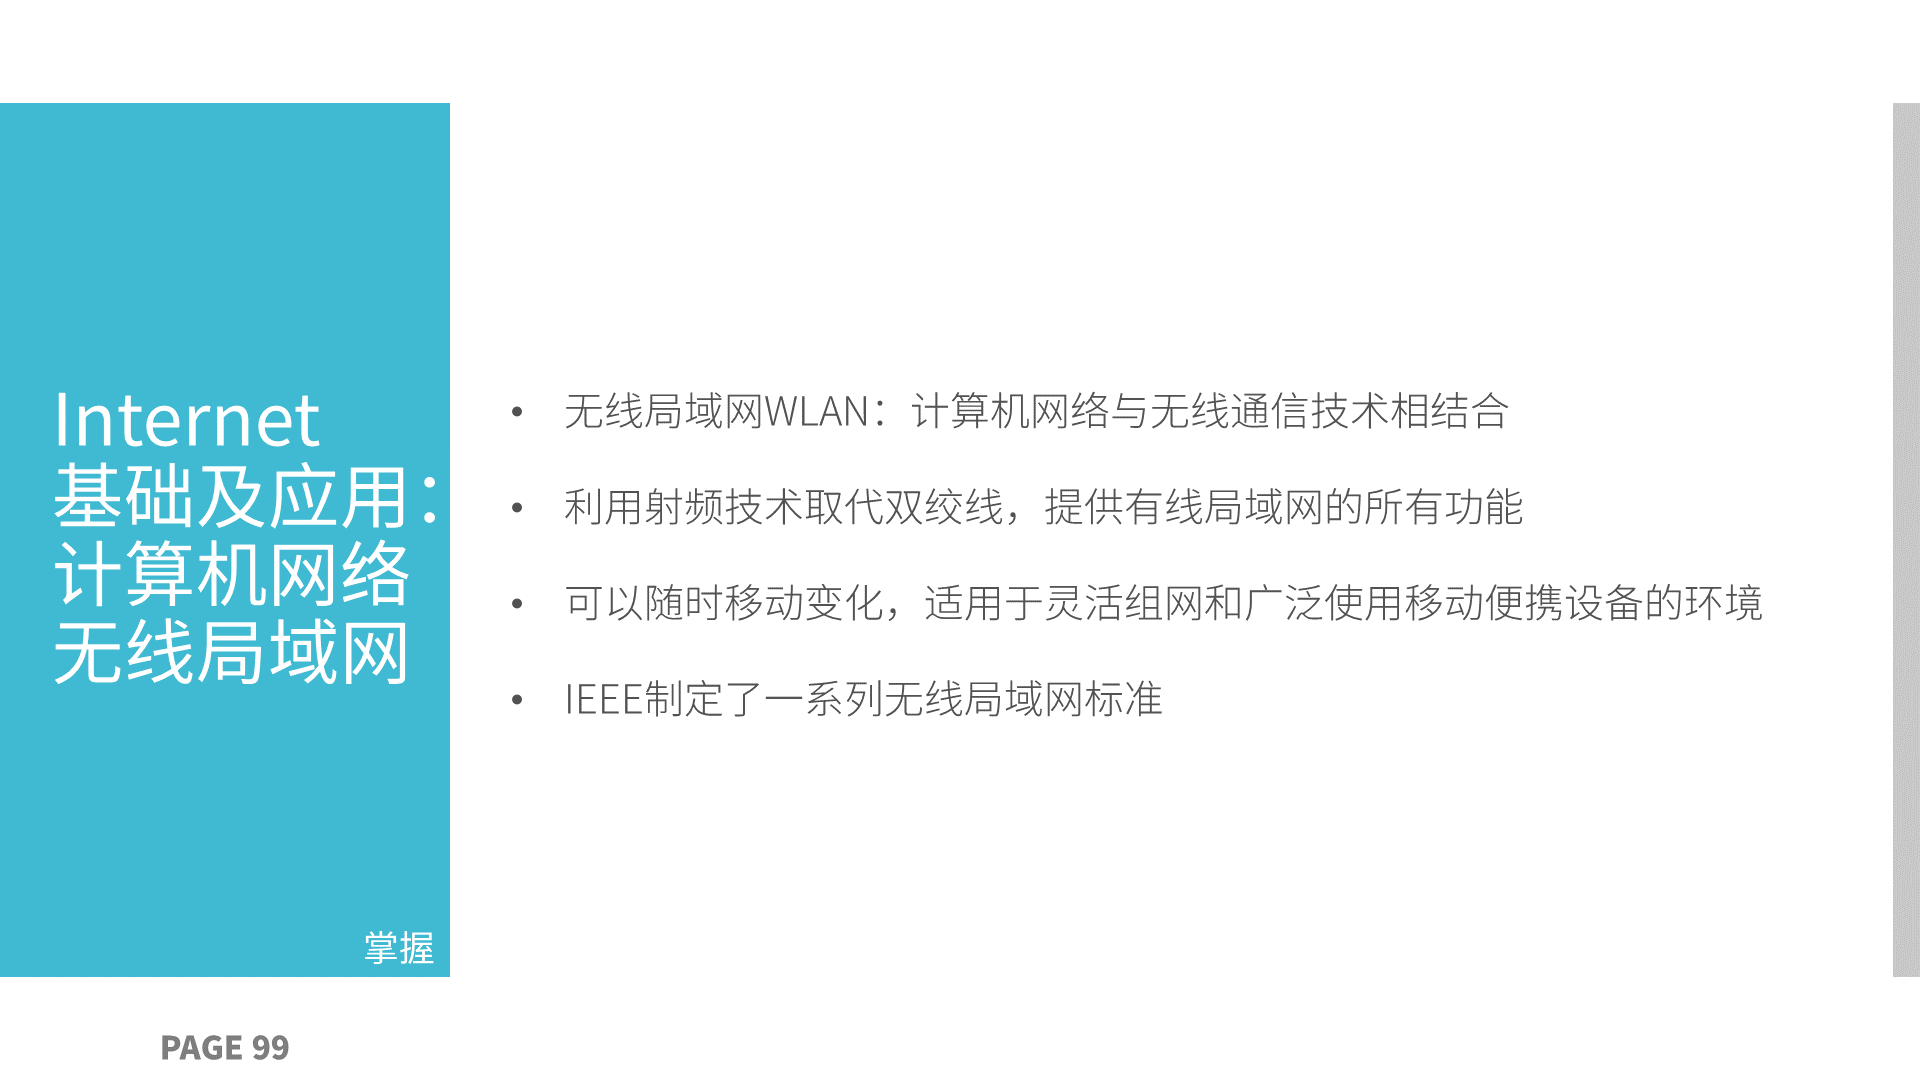 Internet
基础及应用：
计算机网络
无线局域网
掌握
• 无线局域网WLAN：计算机网络与无线通信技术相结合
• 利用射频技术取代双绞线，提供有线局域网的所有功能
• 可以随时移动变化，适用于灵活组网和广泛使用移动便携设备的环境
• IEEE制定了一系列无线局域网标准
PAGE 99